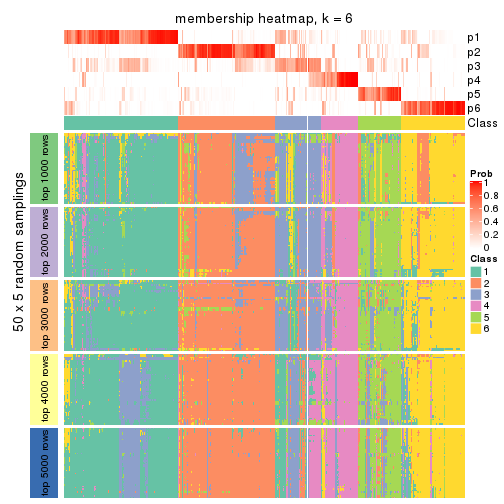 membership heatmap, k = 6
p1
p2
p3
p4
p5
p6
Class
50 x 5 random samplings
top 1000 rows
top 2000 rows
top 3000 rows
top 4000 rows
top 5000 rows
Prob
1
0.8
0.6
0.4
0.2
0
Class
1
2
3
4
5
6